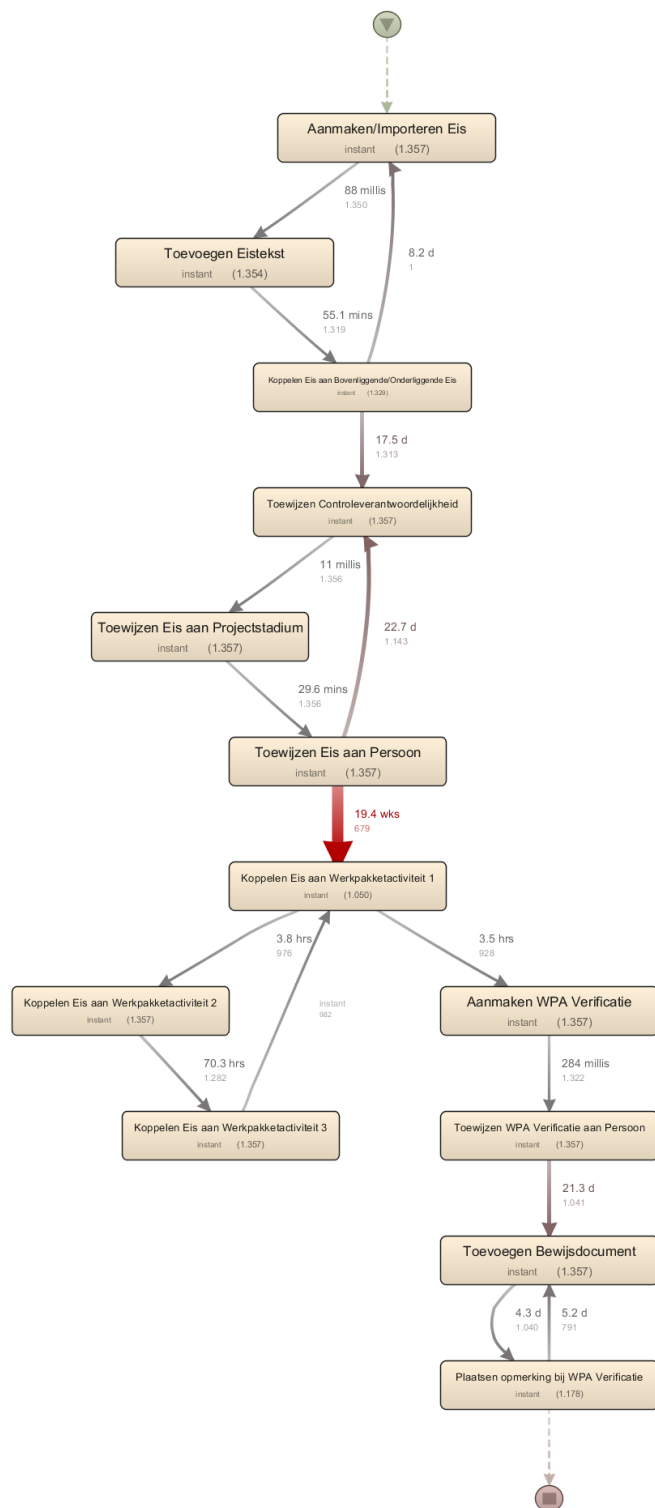 Aanmaken/Importeren Eis
instant (1.357)
88 millis
1.350
Toevoegen Eistekst
instant (1.354)
8.2 d
1
55.1 mins
1.319
Koppelen Eis aan Bovenliggende/Onderliggende Eis
instant (1.329)
17.5 d
1.313
Toewijzen Controleverantwoordelijkheid
instant (1.357)
11 millis
1.356
Toewijzen Eis aan Projectstadium
instant (1.357)
22.7 d
1.143
29.6 mins
1.356
Toewijzen Eis aan Persoon
instant (1.357)
19.4 wks
679
Koppelen Eis aan Werkpakketactiviteit 1
instant (1.050)
3.8 hrs
976
3.5 hrs
928
Koppelen Eis aan Werkpakketactiviteit 2
instant (1.357)
instant
982
Aanmaken WPA Verificatie
instant (1.357)
70.3 hrs
1.282
284 millis
1.322
Koppelen Eis aan Werkpakketactiviteit 3
instant (1.357)
Toewijzen WPA Verificatie aan Persoon
instant (1.357)
21.3 d
1.041
Toevoegen Bewijsdocument
instant (1.357)
4.3 d
1.040
5.2 d
791
Plaatsen opmerking bij WPA Verificatie
instant (1.178)